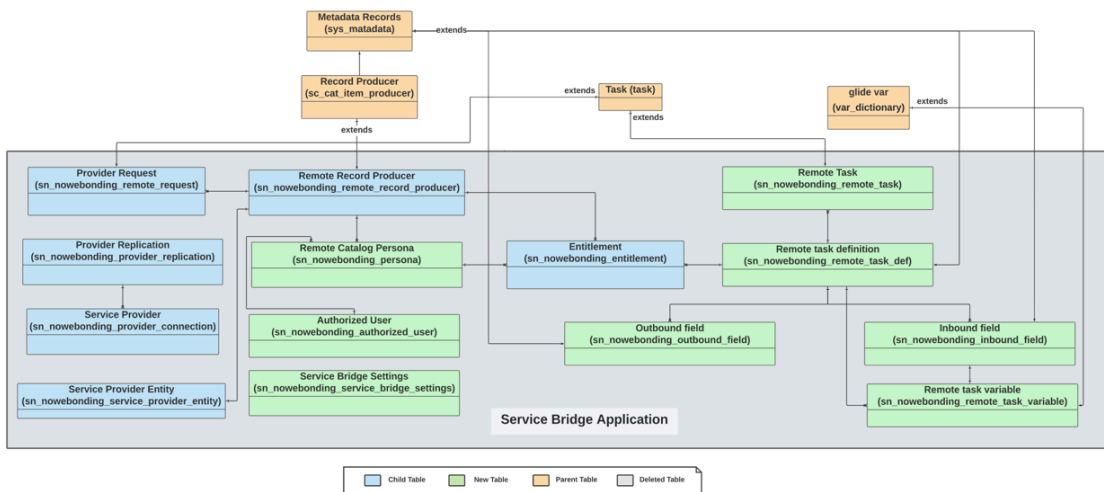 Metadata Records
(sys_matadata)
extends
Record Producer
(sc_cat_item_producer)
extends
Task (task)
extends
extends
glide var
(var_dictionary)
extends
Provider Request
(sn_nowebonding_remote_request)
Remote Record Producer
(sn_nowebonding_remote_record_producer)
Remote Task
(sn_nowebonding_remote_task)
Provider Replication
(sn_nowebonding_provider_replication)
Remote Catalog Persona
(sn_nowebonding_persona)
Entitlement
(sn_nowebonding_entitlement)
Remote task definition
(sn_nowebonding_remote_task_def)
Service Provider
(sn_nowebonding_provider_connection)
Authorized User
(sn_nowebonding_authorized_user)
Outbound field
(sn_nowebonding_outbound_field)
Inbound field
(sn_nowebonding_inbound_field)
Service Provider Entity
(sn_nowebonding_service_provider_entity)
Service Bridge Settings
(sn_nowebonding_service_bridge_settings)
Remote task variable
(sn_nowebonding_remote_task_variable)
Service Bridge Application
Child Table
New Table
Parent Table
Deleted Table